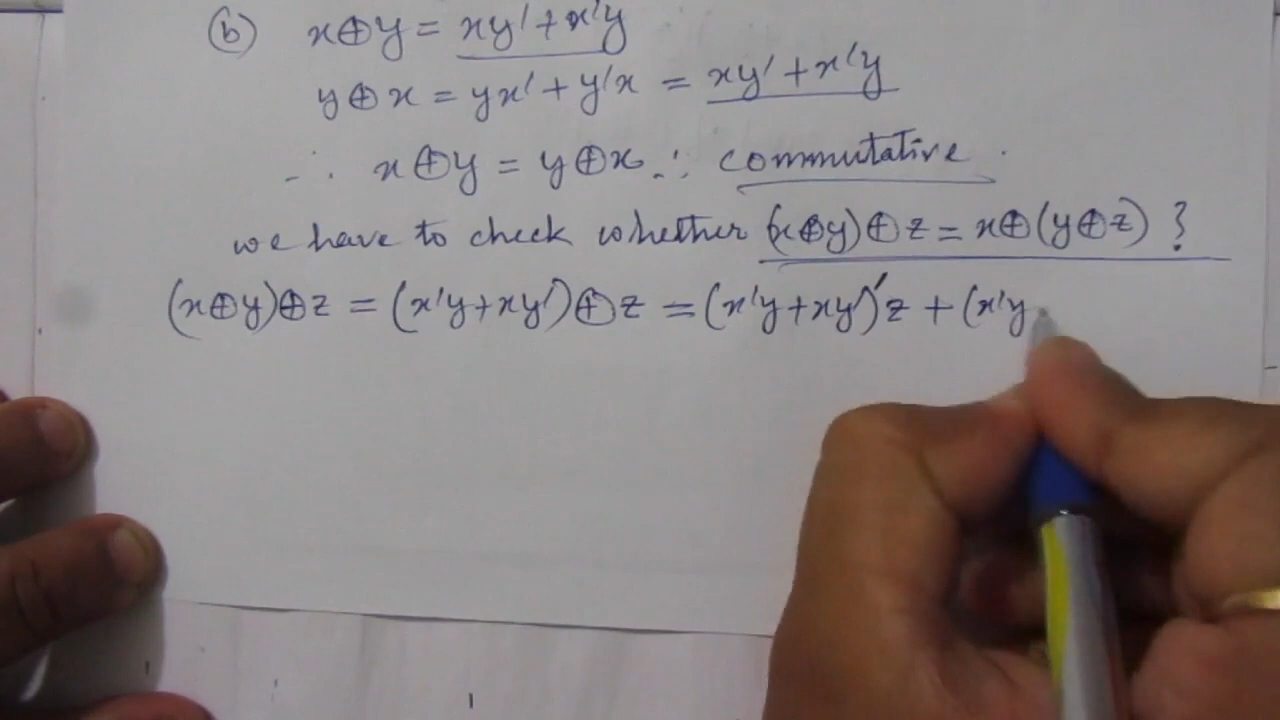 (b) x⊕y = xy' + x'y
y⊕x = yx' + y'x = xy' + x'y
∴ x⊕y = y⊕x ∴ commutative.
we have to check whether (x⊕y)⊕z = x⊕(y⊕z) ?
(x⊕y)⊕z = (x'y+xy')⊕z = (x'y+xy')'z + (x'y